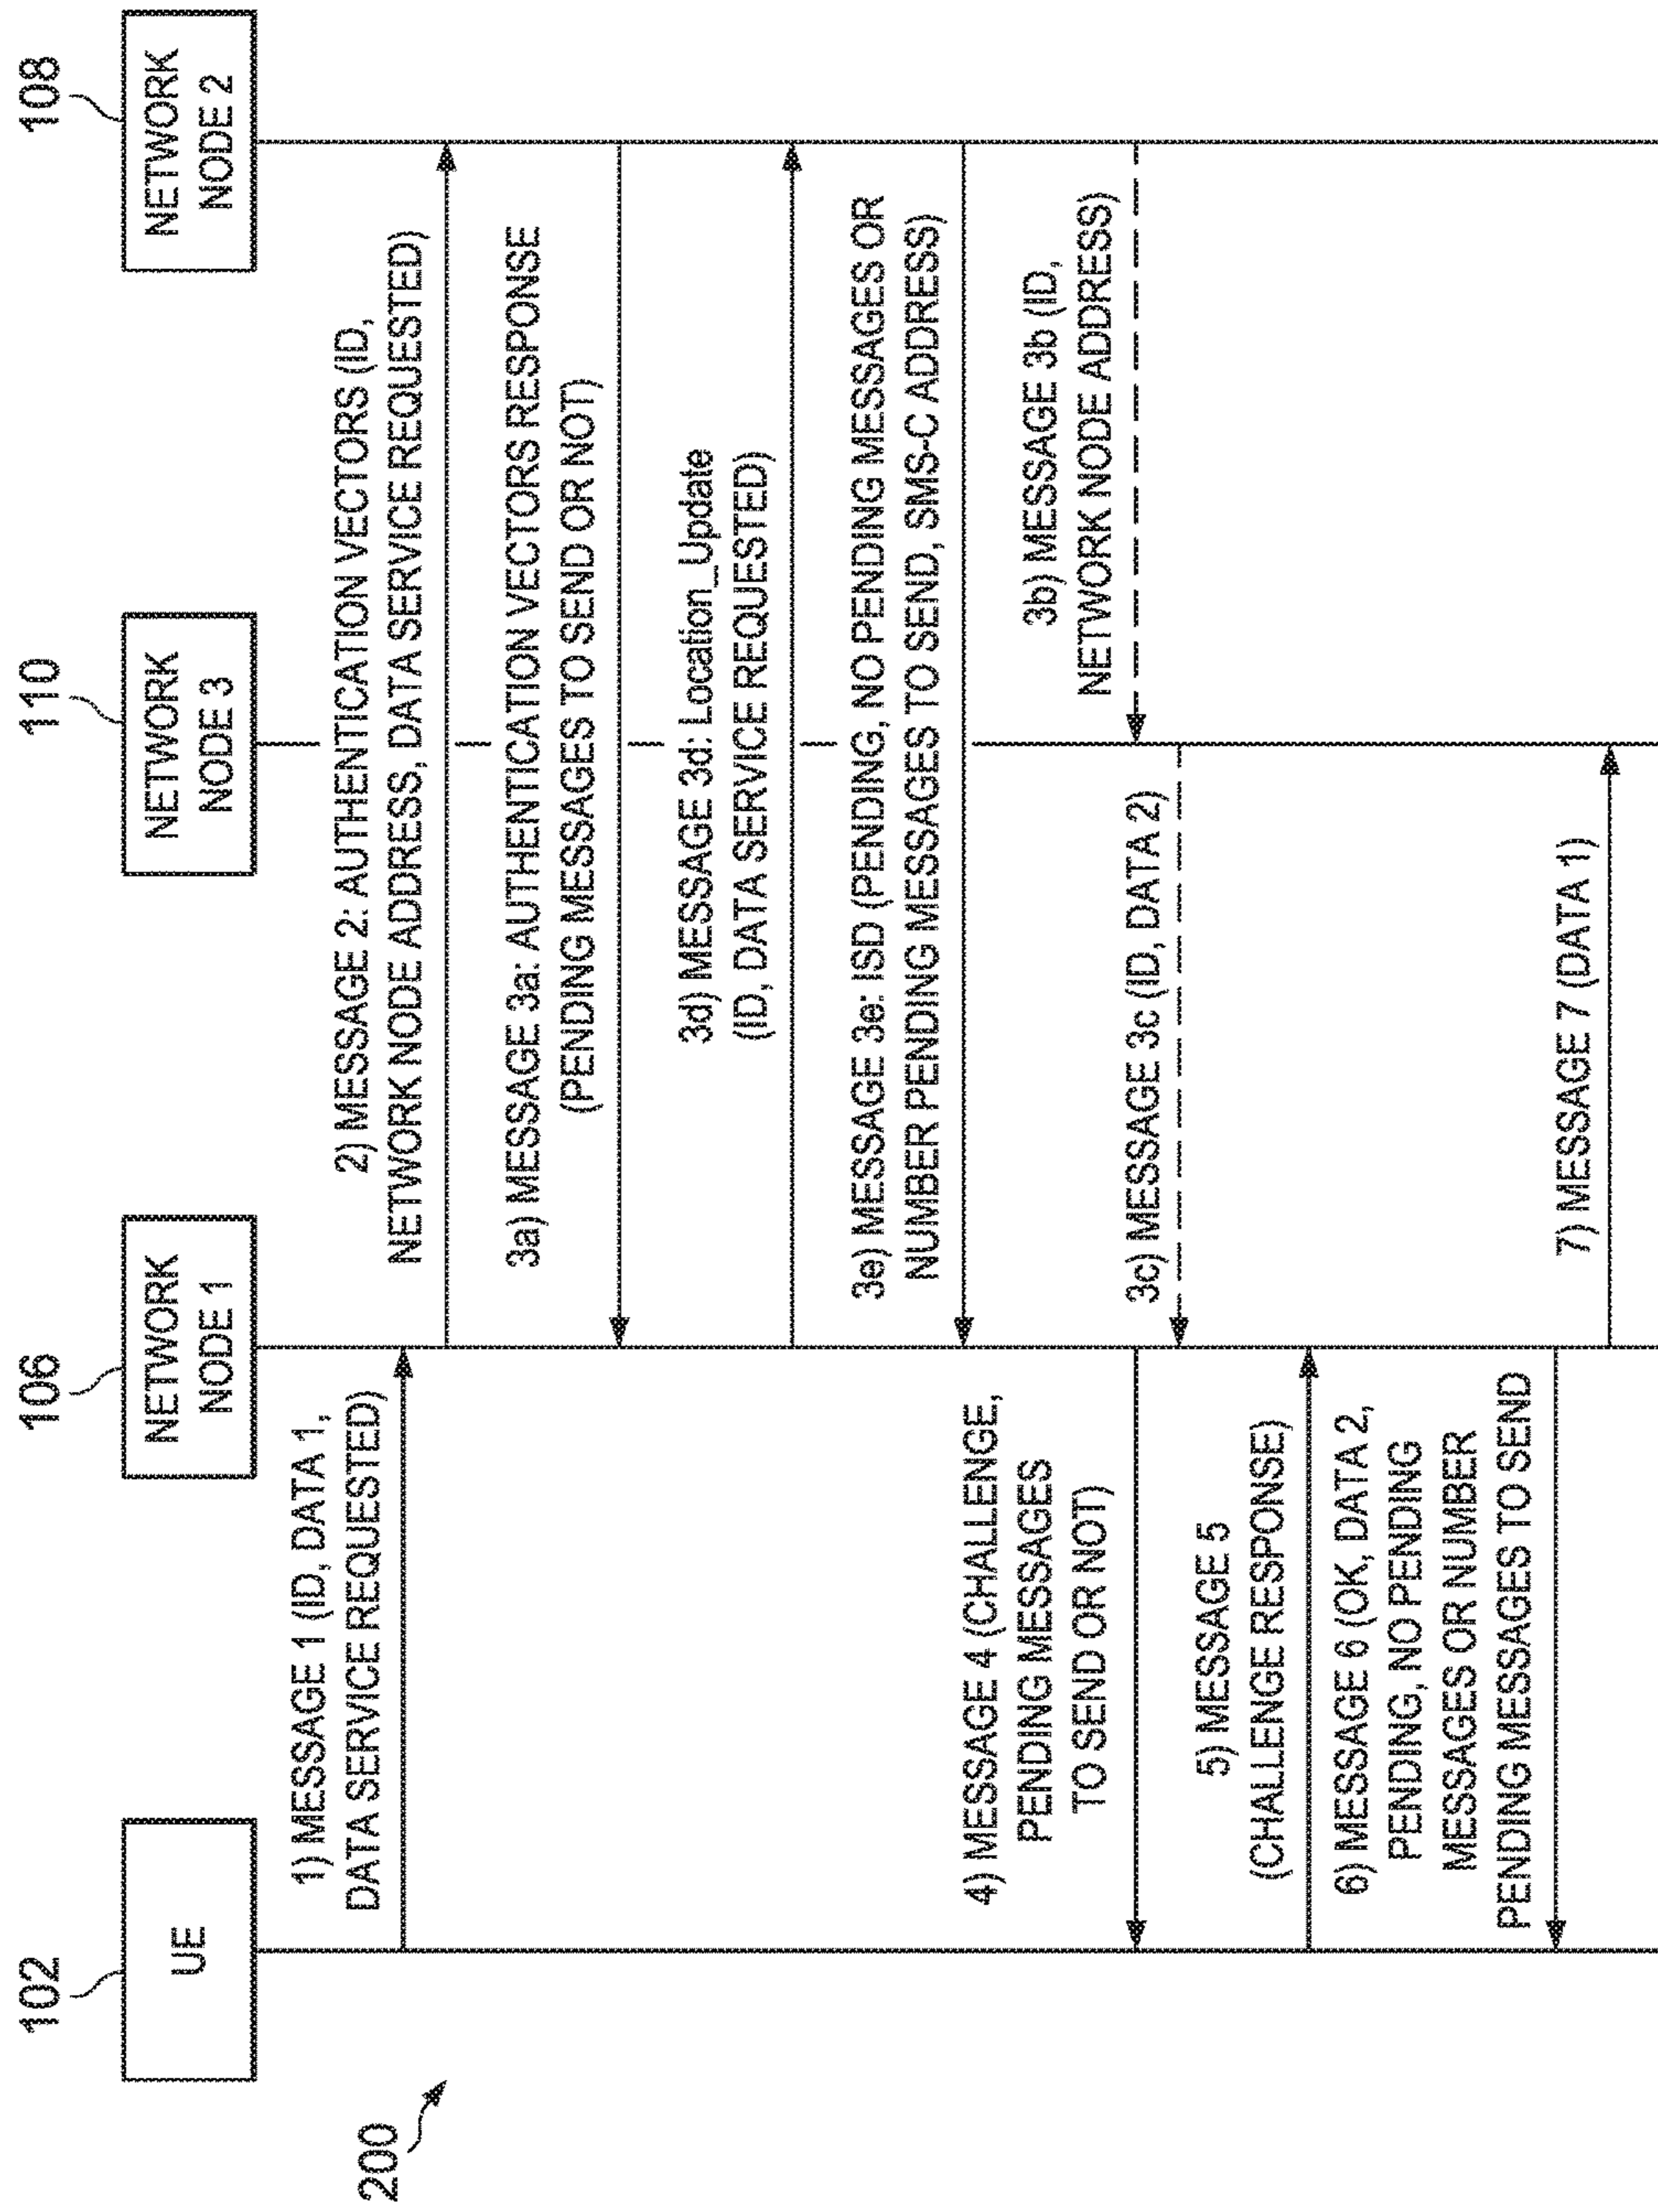 200
102
UE
106
NETWORK
NODE 1
110
NETWORK
NODE 3
108
NETWORK
NODE 2
1) MESSAGE 1 (ID, DATA 1,
DATA SERVICE REQUESTED)
2) MESSAGE 2: AUTHENTICATION VECTORS (ID,
NETWORK NODE ADDRESS, DATA SERVICE REQUESTED)
3a) MESSAGE 3a: AUTHENTICATION VECTORS RESPONSE
(PENDING MESSAGES TO SEND OR NOT)
3d) MESSAGE 3d: Location_Update
(ID, DATA SERVICE REQUESTED)
3e) MESSAGE 3e: ISD (PENDING, NO PENDING MESSAGES OR
NUMBER PENDING MESSAGES TO SEND, SMS-C ADDRESS)
3b) MESSAGE 3b (ID,
NETWORK NODE ADDRESS)
4) MESSAGE 4 (CHALLENGE,
PENDING MESSAGES
TO SEND OR NOT)
3c) MESSAGE 3c (ID, DATA 2)
5) MESSAGE 5
(CHALLENGE RESPONSE)
6) MESSAGE 6 (OK, DATA 2,
PENDING, NO PENDING
MESSAGES OR NUMBER
PENDING MESSAGES TO SEND
7) MESSAGE 7 (DATA 1)